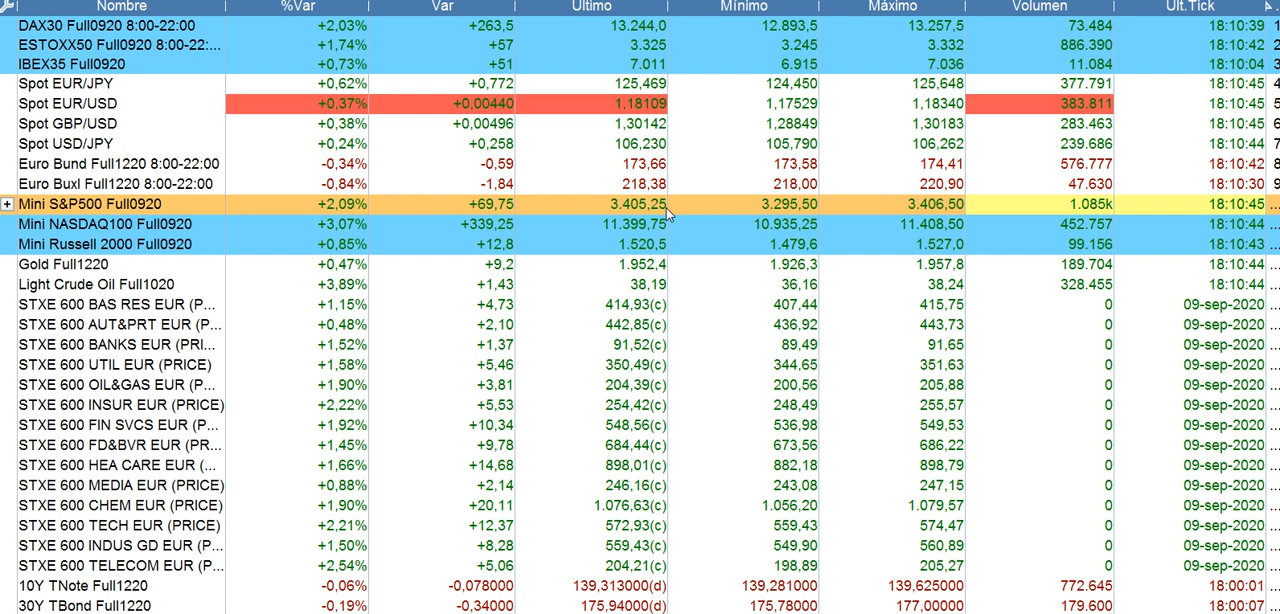 Nombre %Var Var Último Mínimo Máximo Volumen Últ.Tick
DAX30 Full0920 8:00-22:00 +2,03% +263,5 13.244,0 12.893,5 13.257,5 73.484 18:10:39 1
ESTOXX50 Full0920 8:00-22:... +1,74% +57 3.325 3.245 3.332 886.390 18:10:42 2
IBEX35 Full0920 +0,73% +51 7.011 6.915 7.036 11.084 18:10:04 3
Spot EUR/JPY +0,62% +0,772 125,469 124,450 125,648 377.791 18:10:45 4
Spot EUR/USD +0,37% +0,00440 1,18109 1,17529 1,18340 383.811 18:10:45 5
Spot GBP/USD +0,38% +0,00496 1,30142 1,28849 1,30183 283.463 18:10:45 6
Spot USD/JPY +0,24% +0,258 106,230 105,790 106,262 239.686 18:10:44 7
Euro Bund Full1220 8:00-22:00 -0,34% -0,59 173,66 173,58 174,41 576.777 18:10:42 8
Euro Buxl Full1220 8:00-22:00 -0,84% -1,84 218,38 218,00 220,90 47.630 18:10:30 9
Mini S&P500 Full0920 +2,09% +69,75 3.405,25 3.295,50 3.406,50 1.085k 18:10:45 ...
Mini NASDAQ100 Full0920 +3,07% +339,25 11.399,75 10.935,25 11.408,50 452.757 18:10:44 ...
Mini Russell 2000 Full0920 +0,85% +12,8 1.520,5 1.479,6 1.527,0 99.156 18:10:43 ...
Gold Full1220 +0,47% +9,2 1.952,4 1.926,3 1.957,8 189.704 18:10:44 ...
Light Crude Oil Full1020 +3,89% +1,43 38,19 36,16 38,24 328.455 18:10:44 ...
STXE 600 BAS RES EUR (P... +1,15% +4,73 414,93(c) 407,44 415,75 0 09-sep-2020 ...
STXE 600 AUT&PRT EUR (P... +0,48% +2,10 442,85(c) 436,92 443,73 0 09-sep-2020 ...
STXE 600 BANKS EUR (PRI... +1,52% +1,37 91,52(c) 89,49 91,65 0 09-sep-2020 ...
STXE 600 UTIL EUR (PRICE) +1,58% +5,46 350,49(c) 344,65 351,63 0 09-sep-2020 ...
STXE 600 OIL&GAS EUR (P... +1,90% +3,81 204,39(c) 200,56 205,88 0 09-sep-2020 ...
STXE 600 INSUR EUR (PRICE) +2,22% +5,53 254,42(c) 248,49 255,57 0 09-sep-2020 ...
STXE 600 FIN SVCS EUR (P... +1,92% +10,34 548,56(c) 536,98 549,53 0 09-sep-2020 ...
STXE 600 FD&BVR EUR (PR... +1,45% +9,78 684,44(c) 673,56 686,22 0 09-sep-2020 ...
STXE 600 HEA CARE EUR (... +1,66% +14,68 898,01(c) 882,18 898,79 0 09-sep-2020 ...
STXE 600 MEDIA EUR (PRICE) +0,88% +2,14 246,16(c) 243,08 247,15 0 09-sep-2020 ...
STXE 600 CHEM EUR (PRICE) +1,90% +20,11 1.076,63(c) 1.056,20 1.079,57 0 09-sep-2020 ...
STXE 600 TECH EUR (PRICE) +2,21% +12,37 572,93(c) 559,43 574,47 0 09-sep-2020 ...
STXE 600 INDUS GD EUR (P... +1,50% +8,28 559,43(c) 549,90 560,89 0 09-sep-2020 ...
STXE 600 TELECOM EUR (P... +2,54% +5,06 204,21(c) 198,89 205,27 0 09-sep-2020 ...
10Y TNote Full1220 -0,06% -0,078000 139,313000(d) 139,281000 139,625000 772.645 18:00:01 ...
30Y TBond Full1220 -0,19% -0,34000 175,94000(d) 175,78000 177,00000 179.600 18:00:07 ...